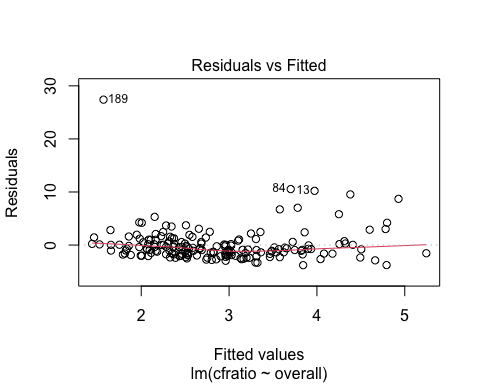 Residuals vs Fitted
30
189
20
Residuals
10
84
13
0
2
3
4
5
Fitted values
lm(cfratio ~ overall)